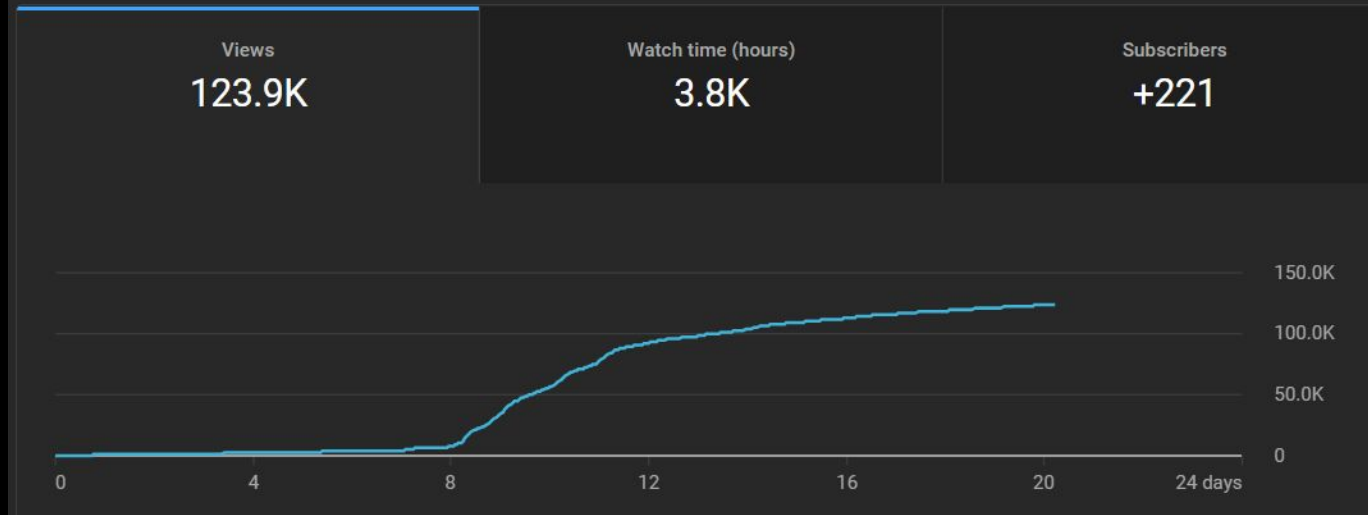 Views
123.9K
Watch time (hours)
3.8K
Subscribers
+221
150.0K
100.0K
50.0K
0
0 4 8 12 16 20 24 days